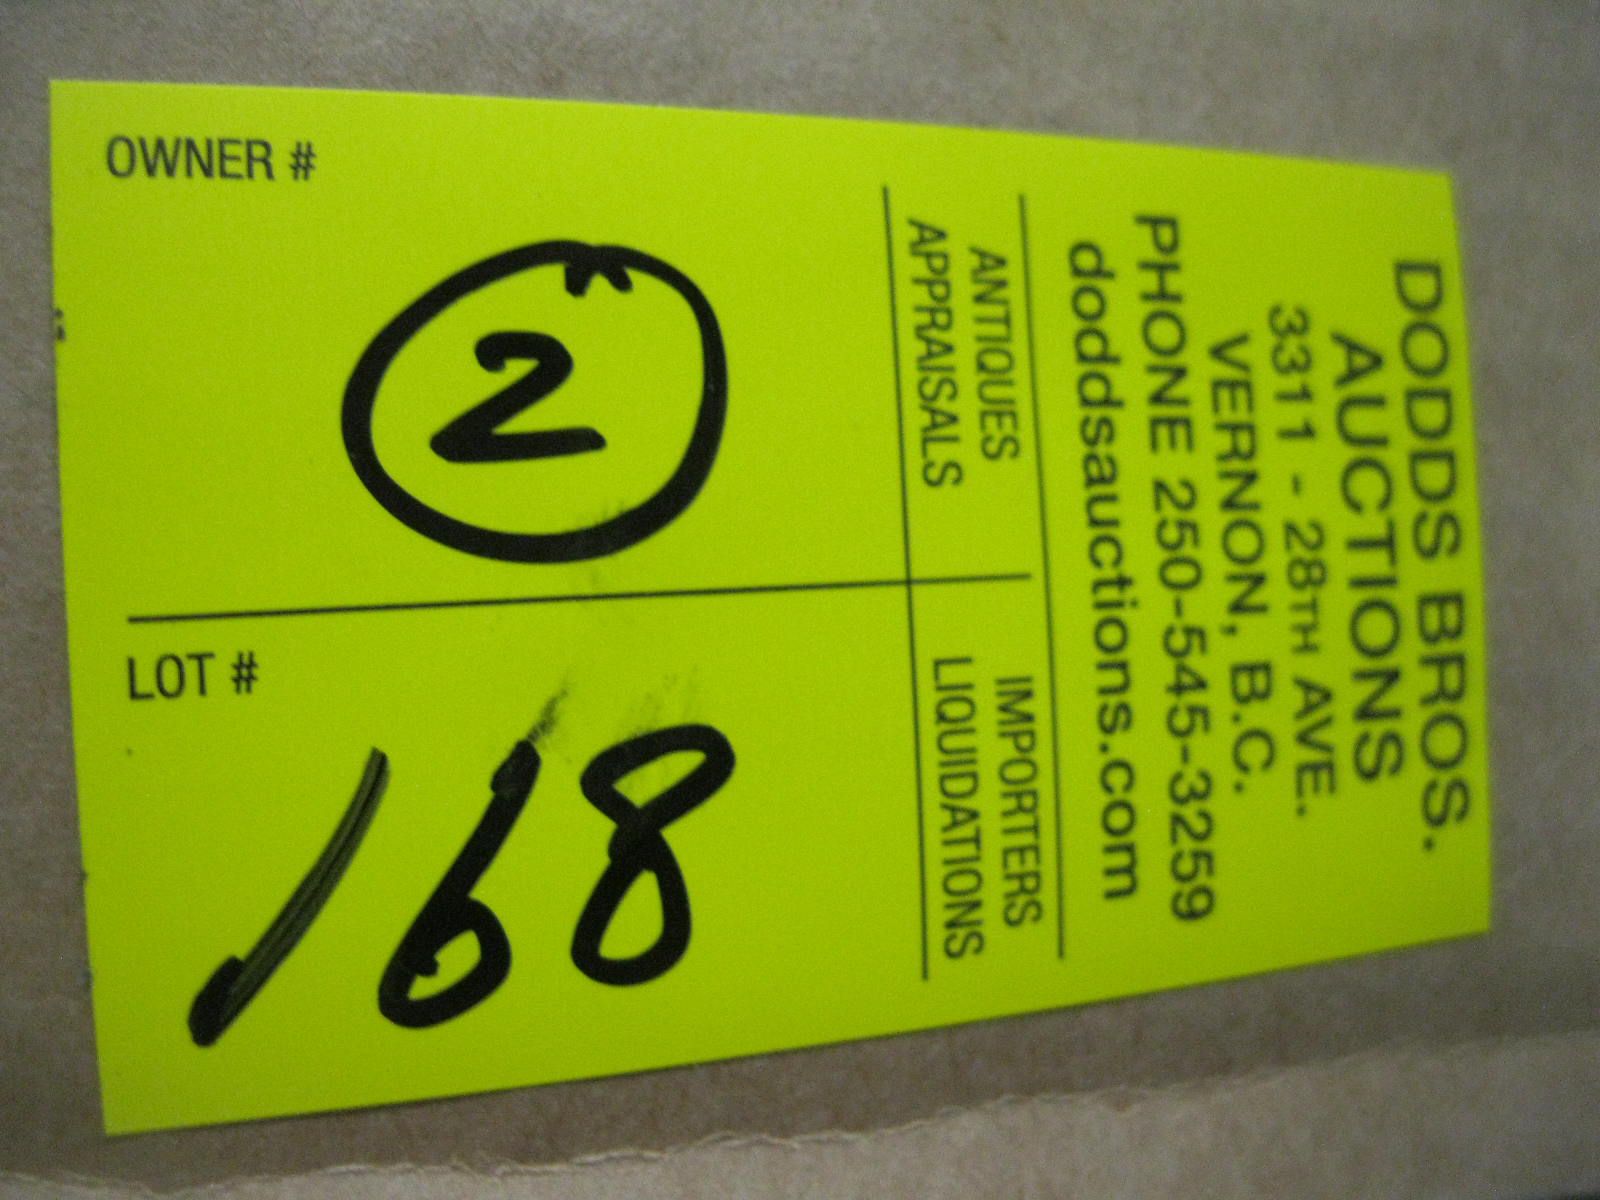 OWNER #
2
LOT #
168
ANTIQUES
APPRAISALS
IMPORTERS
LIQUIDATIONS
DODDS BROS.
AUCTIONS
3311 - 28TH AVE.
VERNON, B.C.
PHONE 250-545-3259
doddsauctions.com